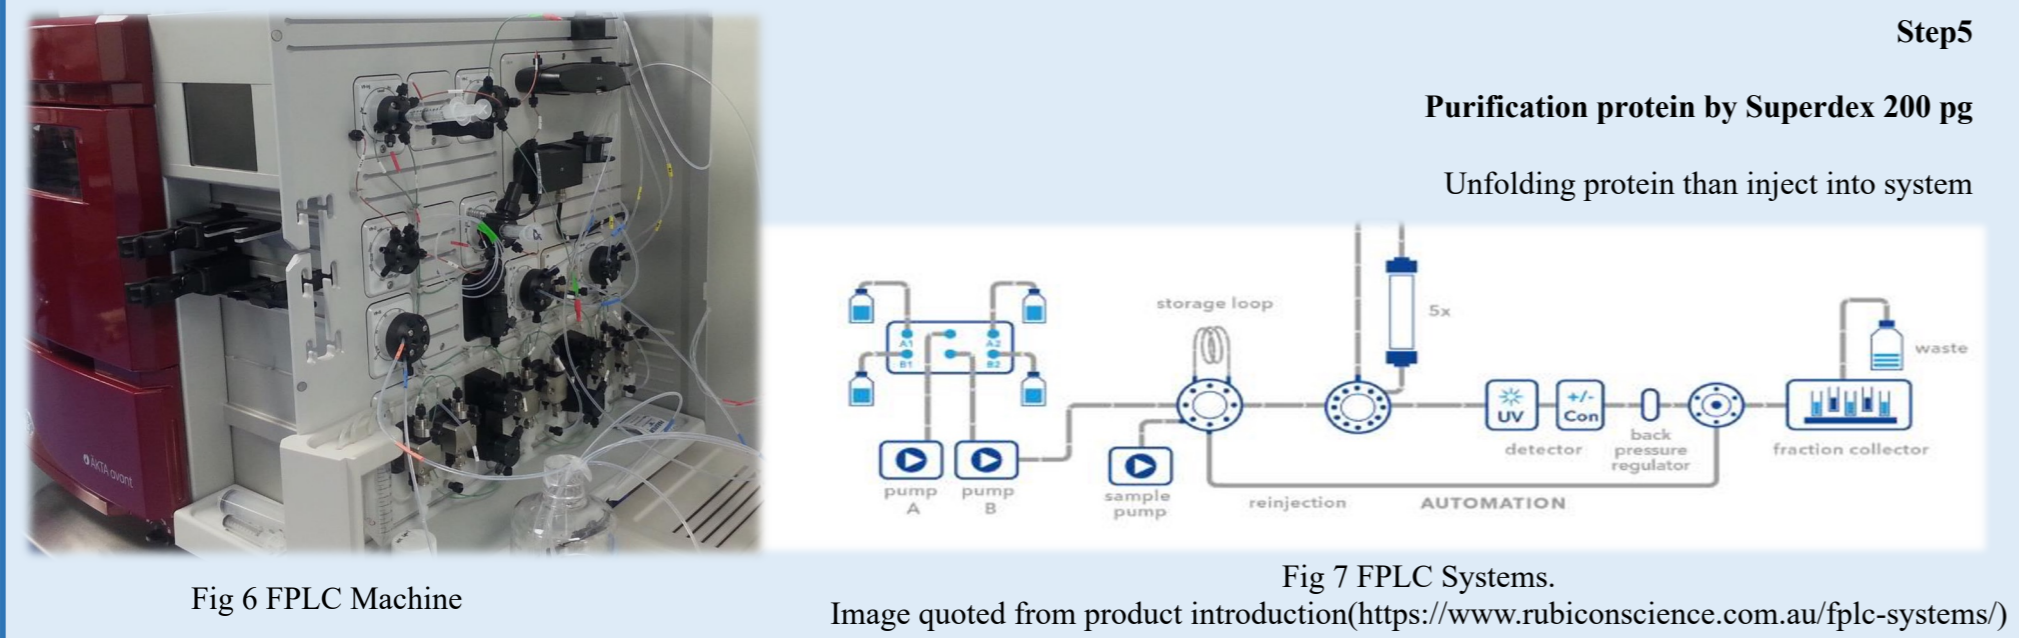 Step5
Purification protein by Superdex 200 pg
Unfolding protein than inject into system
ÄKTA avant
storage loop
5x
A1
A2
B1
B2
waste
UV
+/-
Con
detector
back
pressure
regulator
fraction collector
pump
A
pump
B
sample
pump
reinjection
AUTOMATION
Fig 6 FPLC Machine
Fig 7 FPLC Systems.
Image quoted from product introduction(https://www.rubiconscience.com.au/fplc-systems/)